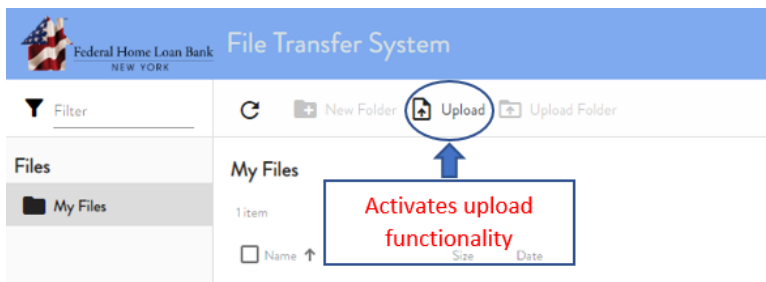 Federal Home Loan Bank
NEW YORK
File Transfer System
Filter
New Folder
Upload
Upload Folder
Files
My Files
My Files
1 item
Activates upload
functionality
Name
Size
Date